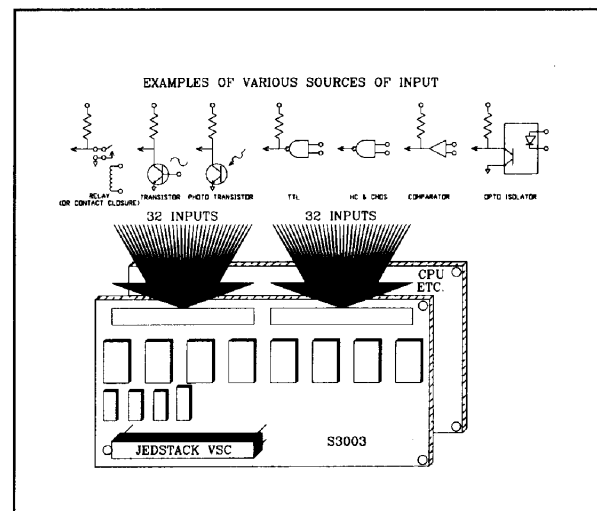 EXAMPLES OF VARIOUS SOURCES OF INPUT
RELAY
(OR CONTACT CLOSURE)
TRANSISTOR
PHOTO TRANSISTOR
TTL
HC & CMOS
COMPARATOR
OPTO ISOLATOR
32 INPUTS
32 INPUTS
CPU
ETC.
S3003
JEDSTACK VSC